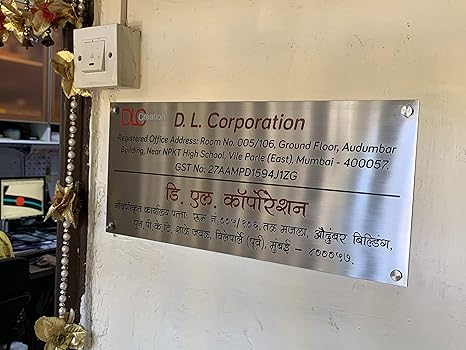 DLCreation
D. L. Corporation
Registered Office Address: Room No. 005/106, Ground Floor, Audumbar
Building, Near NPKT High School, Vile Parle (East), Mumbai - 400057.
GST No: 27AAMPD1594J1ZG
डि. एल. कॉर्पोरेशन
नोंदणीकृत कार्यालय पत्ता: रूम नं. ००५/१०६, तळ मजला, औदुंबर बिल्डिंग,
एन.पी.के.टि. शाळे जवळ, विलेपार्ले (पूर्व), मुंबई - ४०००५७.